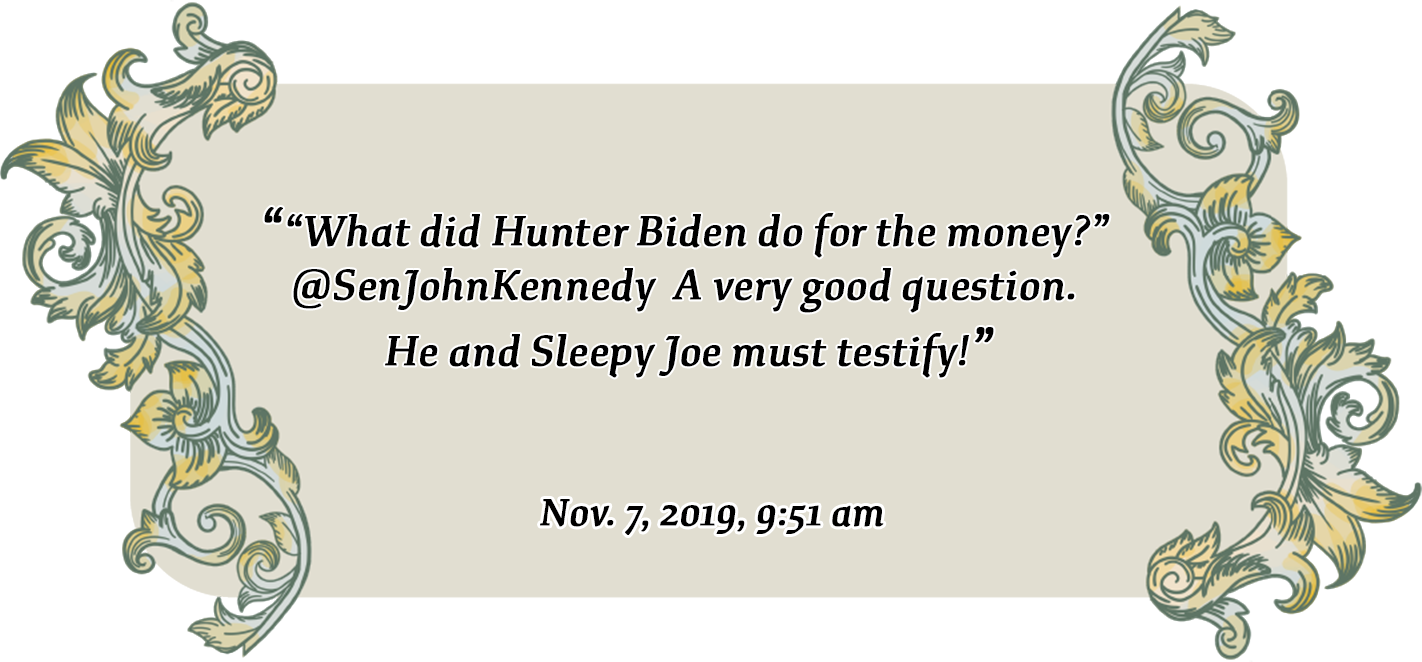 ““What did Hunter Biden do for the money?”
@SenJohnKennedy  A very good question.
He and Sleepy Joe must testify!”
Nov. 7, 2019, 9:51 am